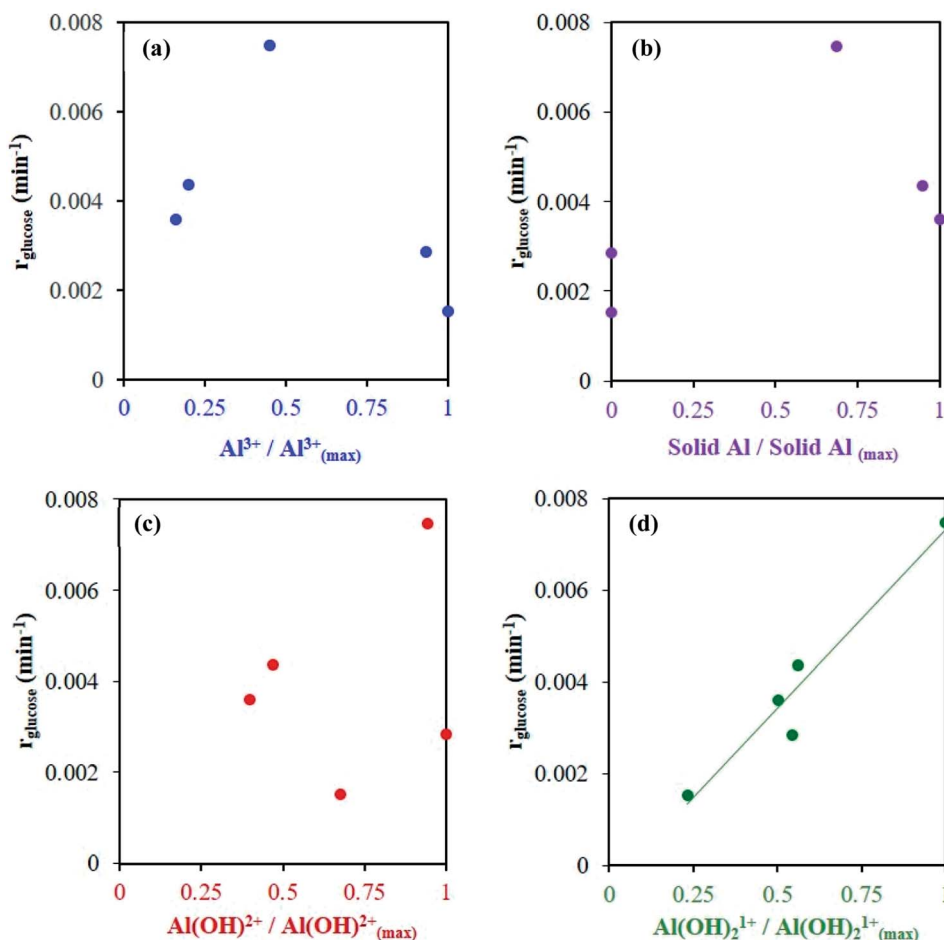 (a)
r_glucose (min⁻¹)
0.008
0.006
0.004
0.002
0
0 0.25 0.5 0.75 1
Al³⁺ / Al³⁺(max)
(b)
r_glucose (min⁻¹)
0.008
0.006
0.004
0.002
0
0 0.25 0.5 0.75 1
Solid Al / Solid Al (max)
(c)
r_glucose (min⁻¹)
0.008
0.006
0.004
0.002
0
0 0.25 0.5 0.75 1
Al(OH)²⁺ / Al(OH)²⁺(max)
(d)
r_glucose (min⁻¹)
0.008
0.006
0.004
0.002
0
0 0.25 0.5 0.75 1
Al(OH)₂¹⁺ / Al(OH)₂¹⁺(max)